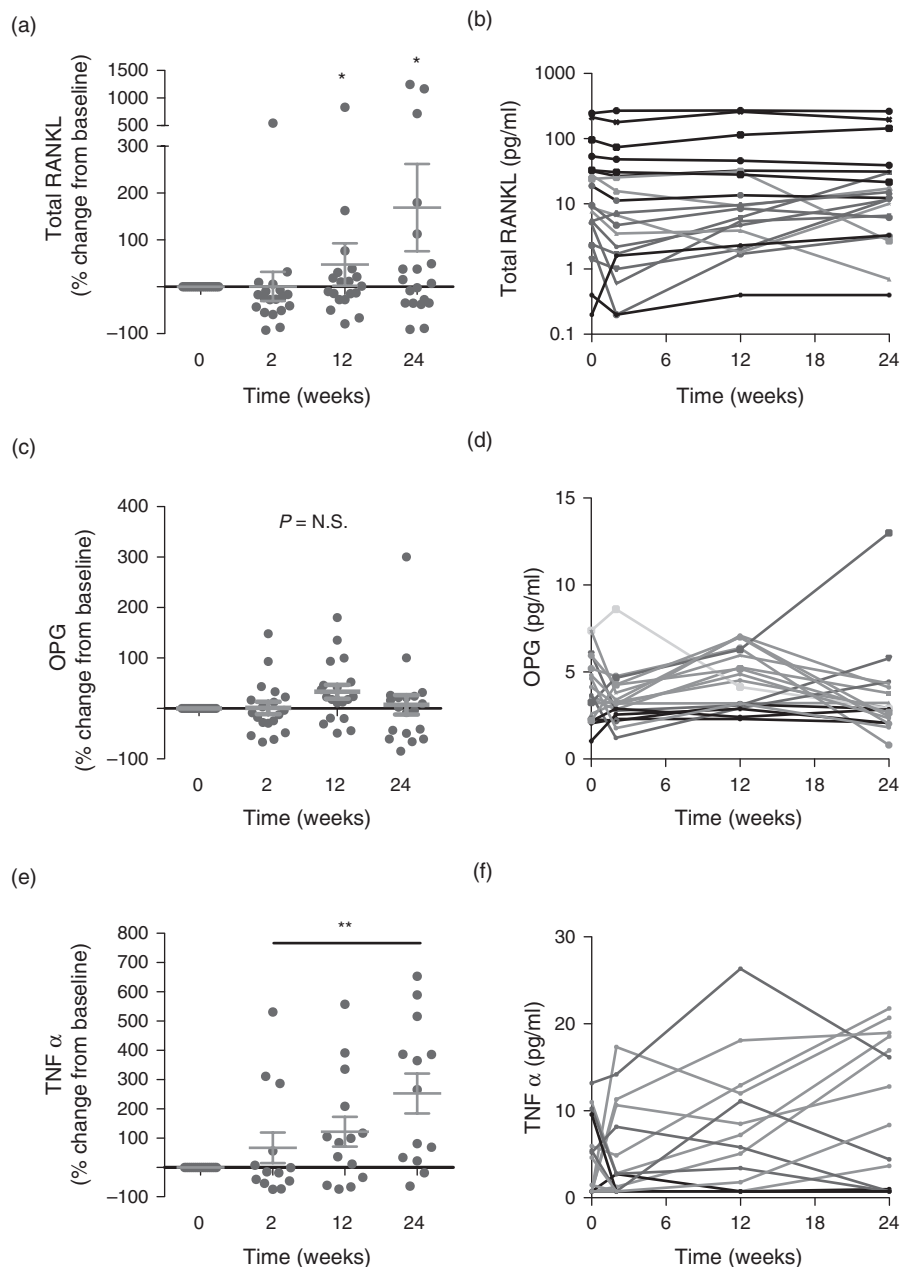 (a)
Total RANKL
(% change from baseline)
1500
1000
500
300
200
100
−100
*
*
0
2
12
24
Time (weeks)
(b)
Total RANKL (pg/ml)
1000
100
10
1
0.1
0
6
12
18
24
Time (weeks)
(c)
OPG
(% change from baseline)
400
300
200
100
−100
P = N.S.
0
2
12
24
Time (weeks)
(d)
OPG (pg/ml)
15
10
5
0
0
6
12
18
24
Time (weeks)
(e)
TNF α
(% change from baseline)
800
700
600
500
400
300
200
100
0
−100
**
0
2
12
24
Time (weeks)
(f)
TNF α (pg/ml)
30
20
10
0
0
6
12
18
24
Time (weeks)